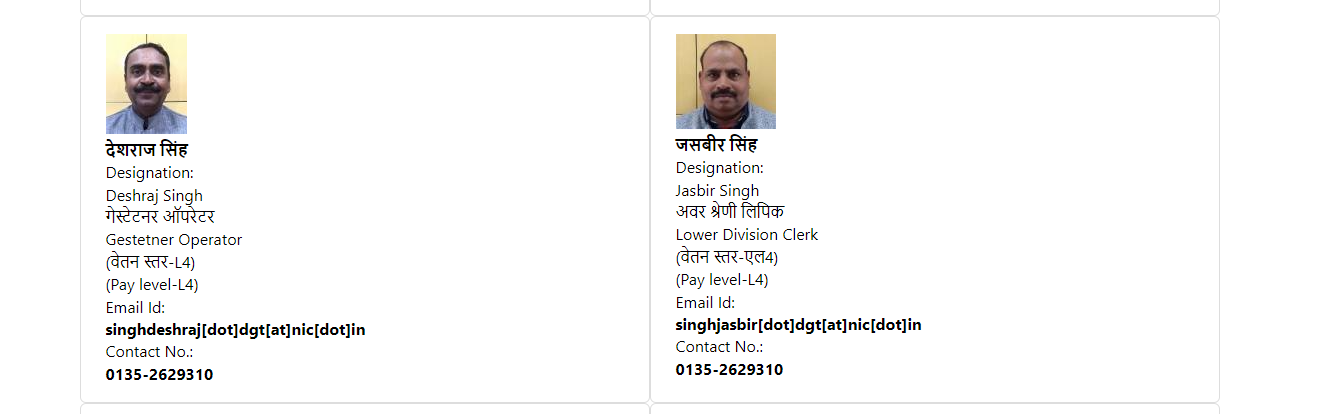 देशराज सिंह
Designation:
Deshraj Singh
गेस्टेटनर ऑपरेटर
Gestetner Operator
(वेतन स्तर-L4)
(Pay level-L4)
Email Id:
singhdeshraj[dot]dgt[at]nic[dot]in
Contact No.:
0135-2629310
जसबीर सिंह
Designation:
Jasbir Singh
अवर श्रेणी लिपिक
Lower Division Clerk
(वेतन स्तर-एल4)
(Pay level-L4)
Email Id:
singhjasbir[dot]dgt[at]nic[dot]in
Contact No.:
0135-2629310